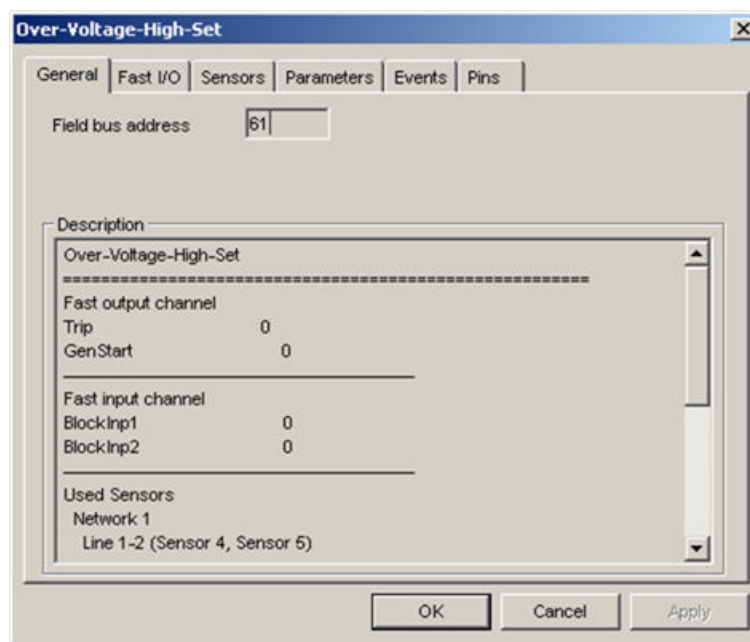 Over-Voltage-High-Set
General Fast I/O Sensors Parameters Events Pins
Field bus address 61
Description
Over-Voltage-High-Set
=======================================================
Fast output channel
Trip 0
GenStart 0
Fast input channel
BlockInp1 0
BlockInp2 0
Used Sensors
Network 1
Line 1-2 (Sensor 4, Sensor 5)
OK Cancel Apply